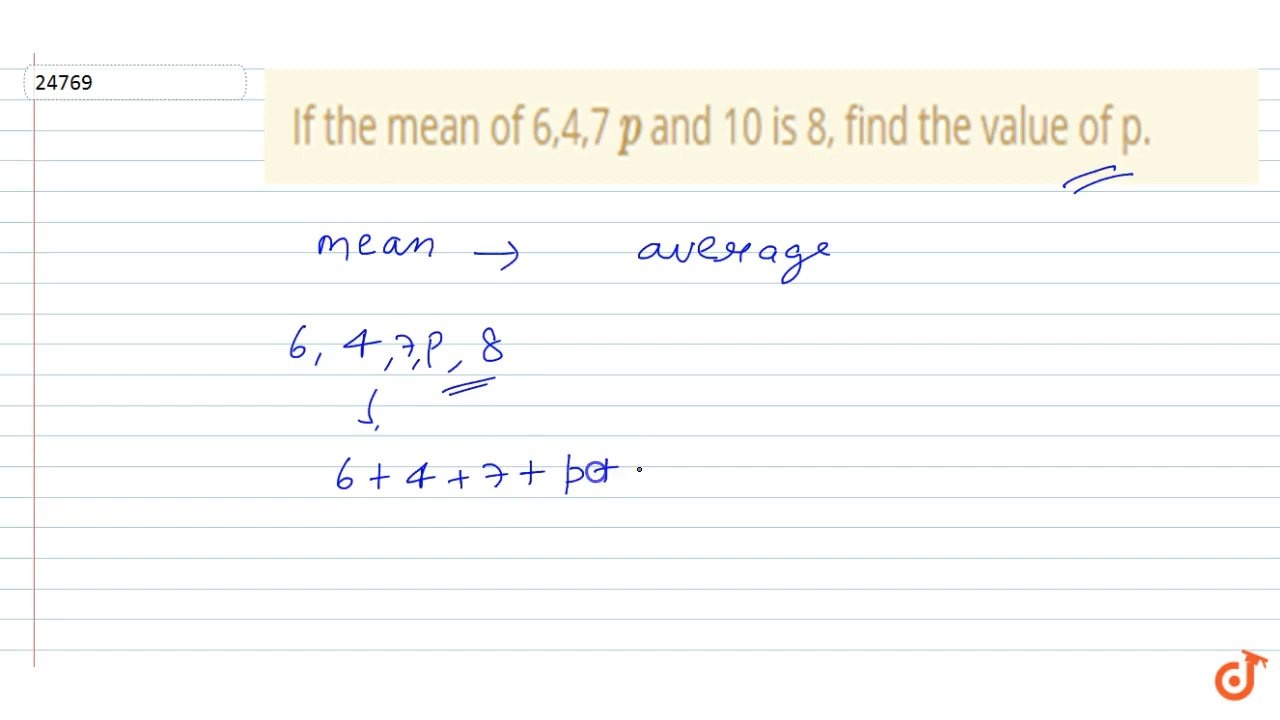 24769
If the mean of 6,4,7 p and 10 is 8, find the value of p.
mean → average
6, 4,7,p, 8
6 + 4 + 7 + p +